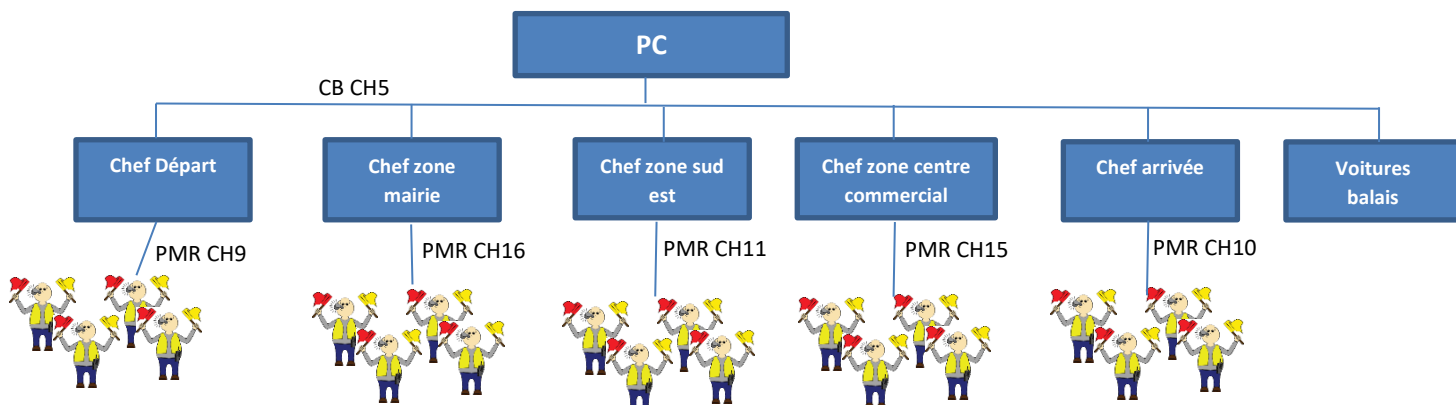 PC
CB CH5
Chef Départ
Chef zone
mairie
Chef zone sud
est
Chef zone centre
commercial
Chef arrivée
Voitures
balais
PMR CH9
PMR CH16
PMR CH11
PMR CH15
PMR CH10